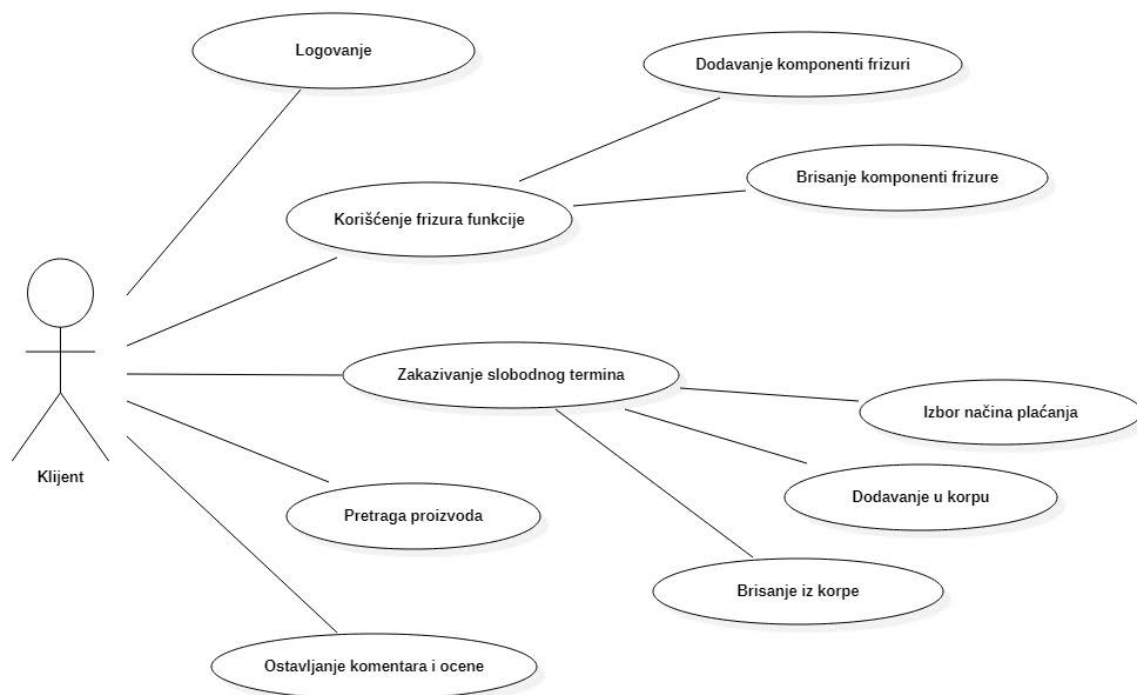 Logovanje
Dodavanje komponenti frizuri
Brisanje komponenti frizure
Korišćenje frizura funkcije
Zakazivanje slobodnog termina
Izbor načina plaćanja
Klijent
Dodavanje u korpu
Pretraga proizvoda
Brisanje iz korpe
Ostavljanje komentara i ocene